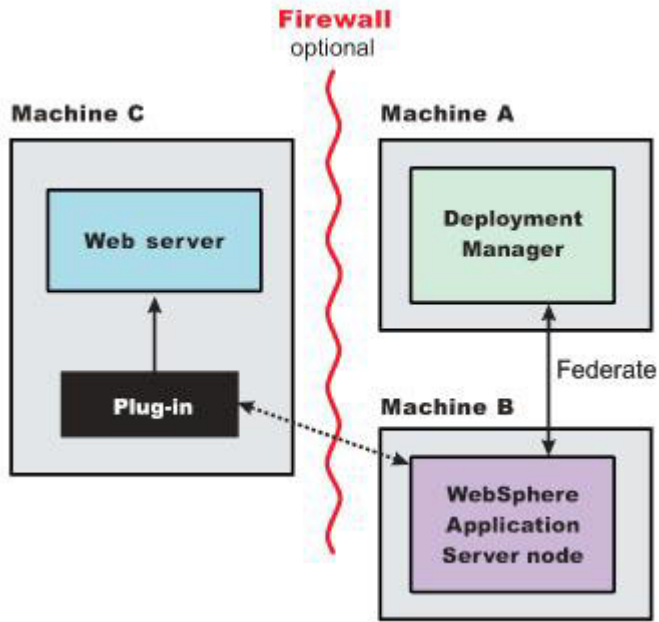 Firewall
optional
Machine C
Machine A
Web server
Deployment
Manager
Federate
Plug-in
Machine B
WebSphere
Application
Server node